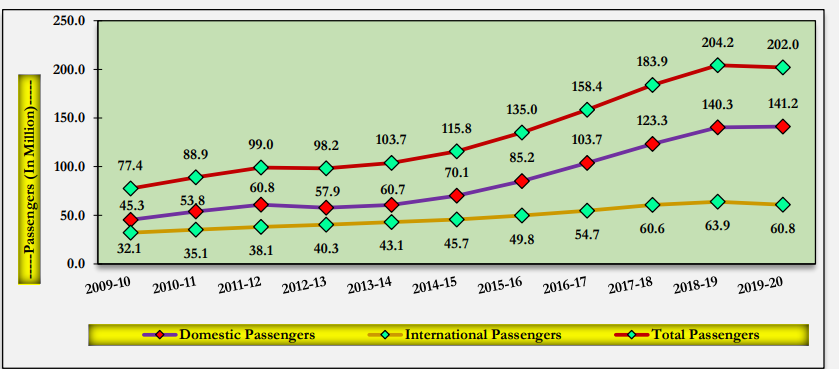 250.0
200.0
150.0
100.0
50.0
0.0
-----Passengers (In Million)-----
77.4 88.9 99.0 98.2 103.7 115.8 135.0 158.4 183.9 204.2 202.0
45.3 53.8 60.8 57.9 60.7 70.1 85.2 103.7 123.3 140.3 141.2
32.1 35.1 38.1 40.3 43.1 45.7 49.8 54.7 60.6 63.9 60.8
2009-10 2010-11 2011-12 2012-13 2013-14 2014-15 2015-16 2016-17 2017-18 2018-19 2019-20
Domestic Passengers International Passengers Total Passengers